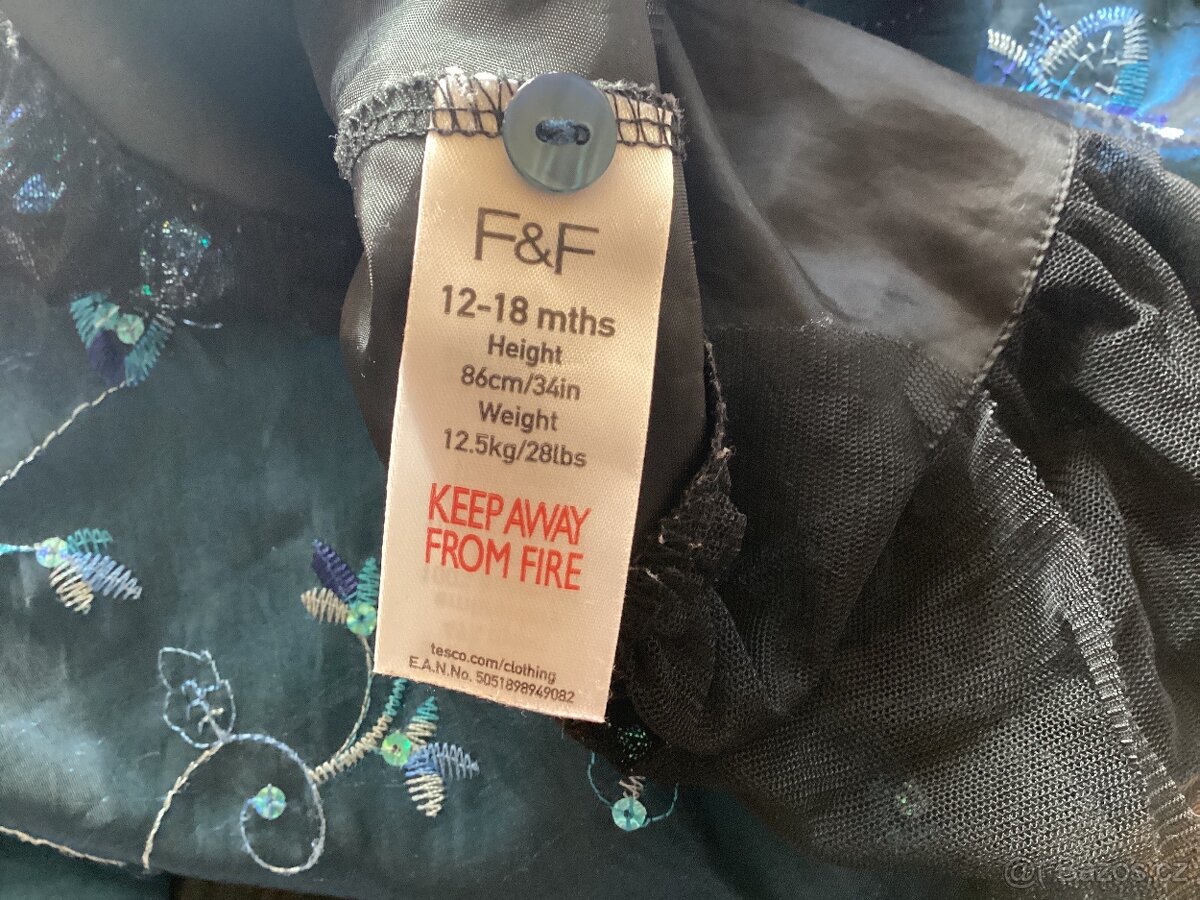 F&F
12-18 mths
Height
86cm/34in
Weight
12.5kg/28lbs
KEEP AWAY
FROM FIRE
tesco.com/clothing
E.A.N.No. 5051898949082